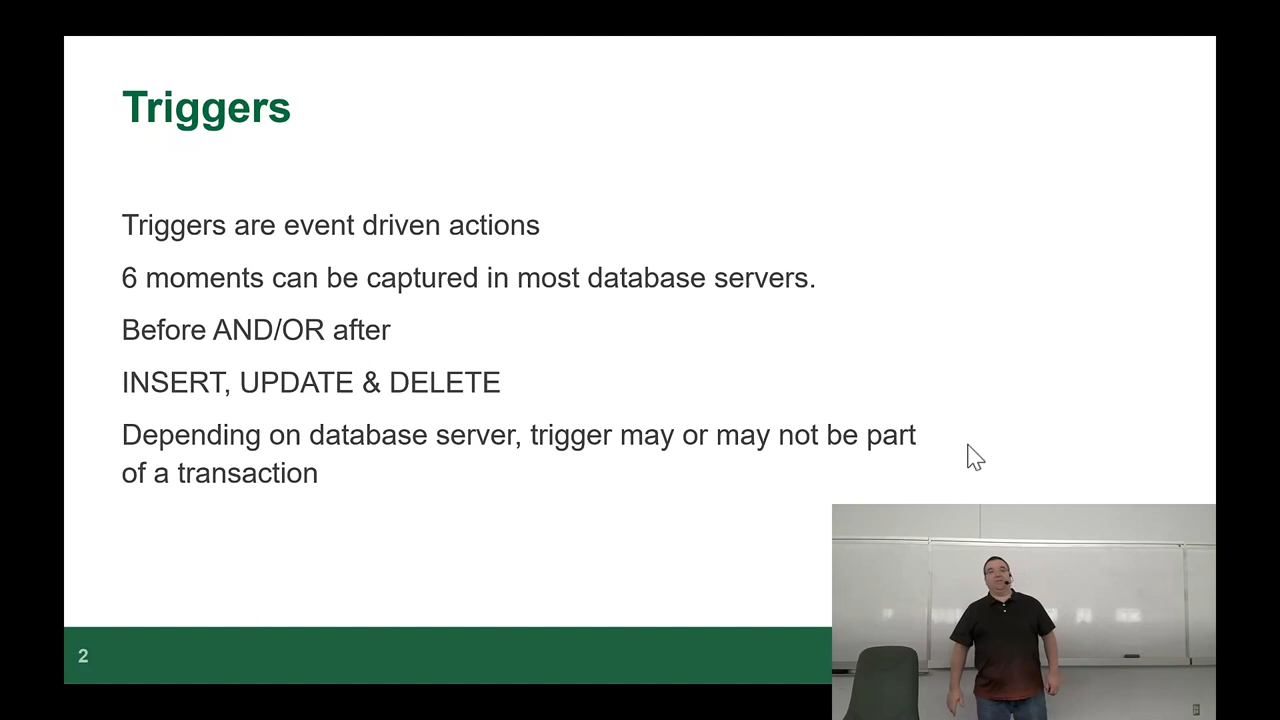 Triggers
Triggers are event driven actions
6 moments can be captured in most database servers.
Before AND/OR after
INSERT, UPDATE & DELETE
Depending on database server, trigger may or may not be part
of a transaction
2